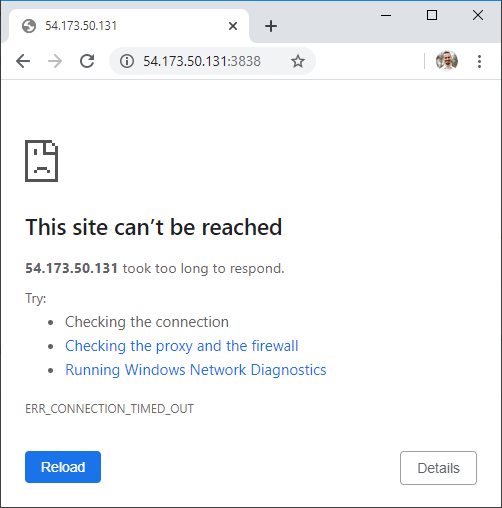 54.173.50.131
54.173.50.131:3838
This site can’t be reached
54.173.50.131 took too long to respond.
Try:
Checking the connection
Checking the proxy and the firewall
Running Windows Network Diagnostics
ERR_CONNECTION_TIMED_OUT
Reload
Details